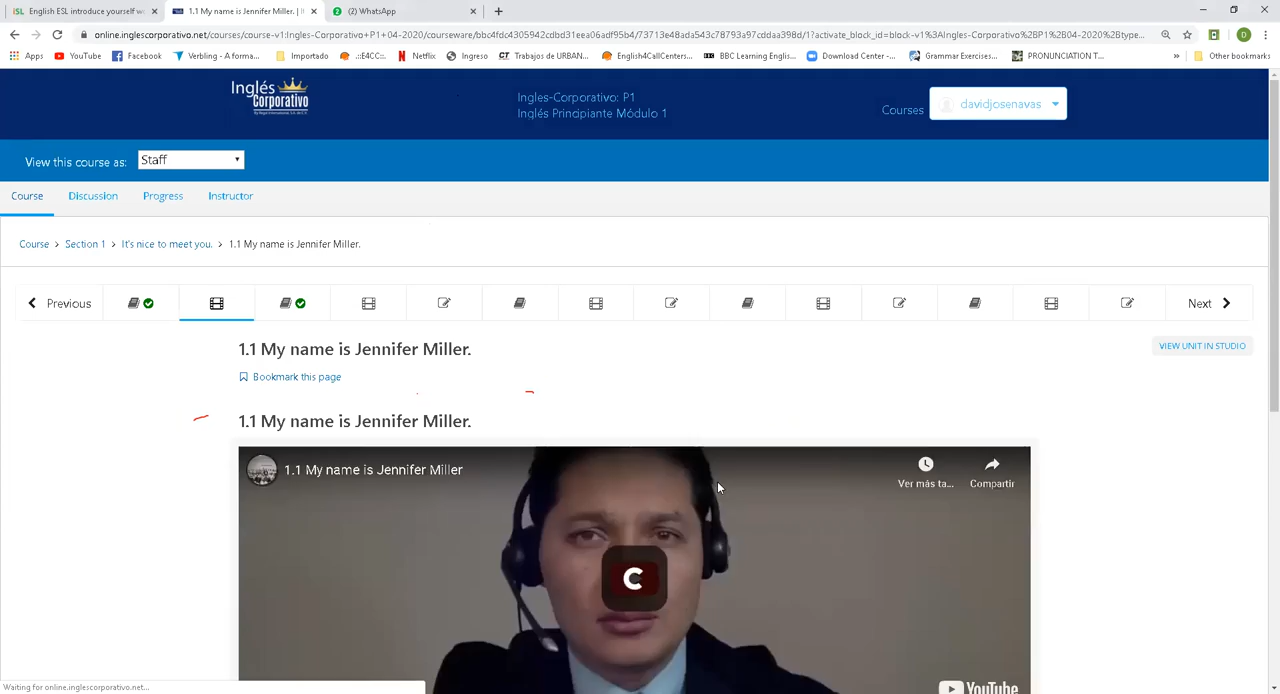 English ESL introduce yourself w
1.1 My name is Jennifer Miller. | I
(2) WhatsApp
online.inglescorporativo.net/courses/course-v1:Ingles-Corporativo+P1+04-2020/courseware/bbc4fdc4305942cdbd31eea06adf95b4/73713e48ada543c78793a97cddaa398d/1?activate_block_id=block-v1%3AIngles-Corporativo%2BP1%2B04-2020%2Btype...
Apps
YouTube
Facebook
Verbling - A forma...
Importado
.::E4CC::.
Netflix
Ingreso
Trabajos de URBAN...
English4CallCenters...
BBC Learning Englis...
Download Center -...
Grammar Exercises...
PRONUNCIATION T...
Other bookmarks
Inglés
Corporativo
Ingles-Corporativo: P1
Inglés Principiante Módulo 1
Courses
davidjosenavas
View this course as:
Staff
Course
Discussion
Progress
Instructor
Course > Section 1 > It's nice to meet you. > 1.1 My name is Jennifer Miller.
Previous
Next
1.1 My name is Jennifer Miller.
VIEW UNIT IN STUDIO
Bookmark this page
1.1 My name is Jennifer Miller.
1.1 My name is Jennifer Miller
Ver más ta...
Compartir
C
YouTube
Waiting for online.inglescorporativo.net...